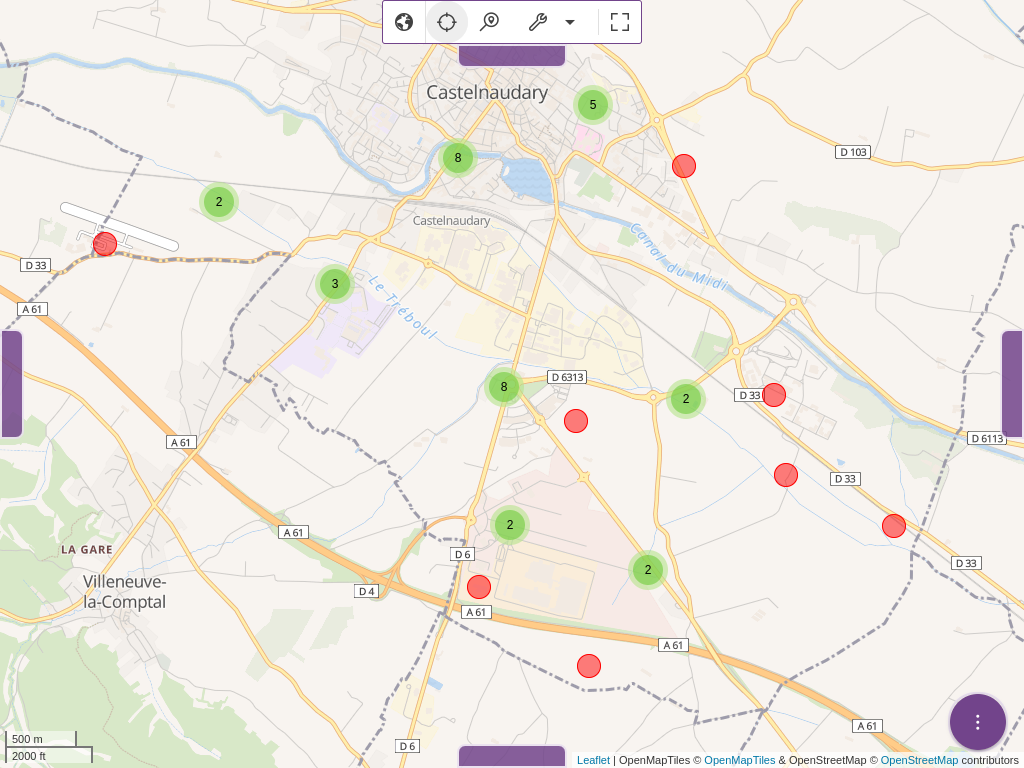 Castelnaudary
5
D 103
8
2
Castelnaudary
Canal du Midi
D 33
3
A 61
Le Tréboul
D 6313
8
2
D 33
D 6113
A 61
D 33
2
A 61
LA GARE
D 6
D 33
2
Villeneuve-
la-Comptal
D 4
A 61
A 61
A 61
500 m
D 6
2000 ft
Leaflet | OpenMapTiles © OpenMapTiles & OpenStreetMap © OpenStreetMap contributors